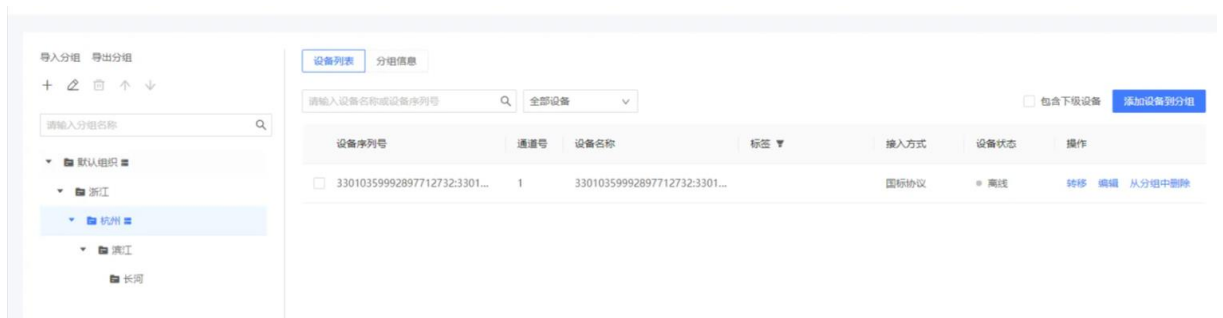 导入分组 导出分组
请输入分组名称
默认组织
浙江
杭州
滨江
长河
设备列表 分组信息
请输入设备名称或设备序列号 全部设备 包含下级设备 添加设备到分组
设备序列号 通道号 设备名称 标签 接入方式 设备状态 操作
33010359992897712732:3301... 1 33010359992897712732:3301... 国标协议 离线 转移 编辑 从分组中删除